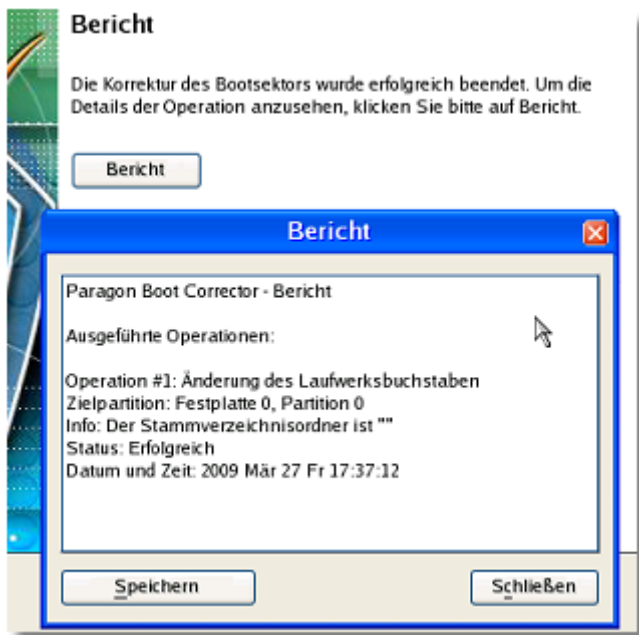 Bericht
Die Korrektur des Bootsektors wurde erfolgreich beendet. Um die
Details der Operation anzusehen, klicken Sie bitte auf Bericht.
Bericht
Bericht
Paragon Boot Corrector - Bericht
Ausgeführte Operationen:
Operation #1: Änderung des Laufwerksbuchstaben
Zielpartition: Festplatte 0, Partition 0
Info: Der Stammverzeichnisordner ist ""
Status: Erfolgreich
Datum und Zeit: 2009 Mär 27 Fr 17:37:12
Speichern
Schließen